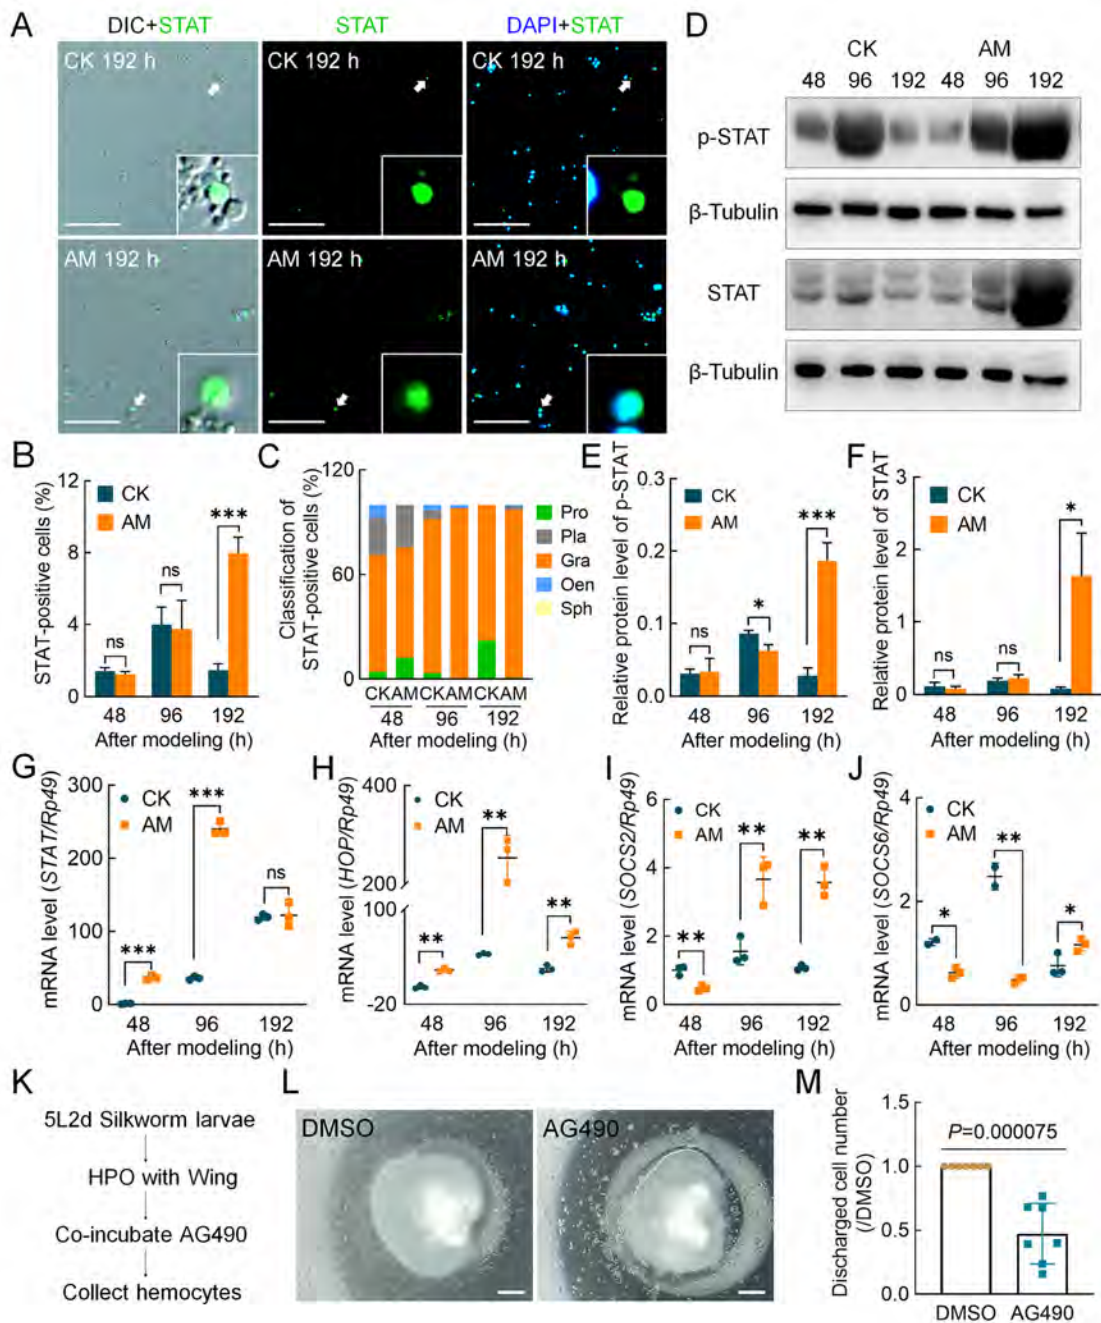 A
DIC+STAT
STAT
DAPI+STAT
CK 192 h
CK 192 h
CK 192 h
AM 192 h
AM 192 h
AM 192 h
D
CK
AM
48
96
192
48
96
192
p-STAT
β-Tubulin
STAT
β-Tubulin
B
STAT-positive cells (%)
12
8
4
0
CK
AM
ns
ns
***
48
96
192
After modeling (h)
C
Classification of
STAT-positive cells (%)
120
60
0
Pro
Pla
Gra
Oen
Sph
CKAM
CKAM
CKAM
48
96
192
After modeling (h)
E
Relative protein level of p-STAT
0.3
0.2
0.1
0.0
CK
AM
ns
*
***
48
96
192
After modeling (h)
F
Relative protein level of STAT
3
2
1
0
CK
AM
ns
ns
*
48
96
192
After modeling (h)
G
mRNA level (STAT/Rp49)
300
200
100
0
CK
AM
***
***
ns
48
96
192
After modeling (h)
H
mRNA level (HOP/Rp49)
400
200
100
-20
CK
AM
**
**
**
48
96
192
After modeling (h)
I
mRNA level (SOCS2/Rp49)
6
4
2
0
CK
AM
**
**
**
48
96
192
After modeling (h)
J
mRNA level (SOCS6/Rp49)
4
2
0
CK
AM
*
**
*
48
96
192
After modeling (h)
K
5L2d Silkworm larvae
HPO with Wing
Co-incubate AG490
Collect hemocytes
L
DMSO
AG490
M
Discharged cell number
(/DMSO)
1.5
1.0
0.5
0.0
P=0.000075
DMSO
AG490